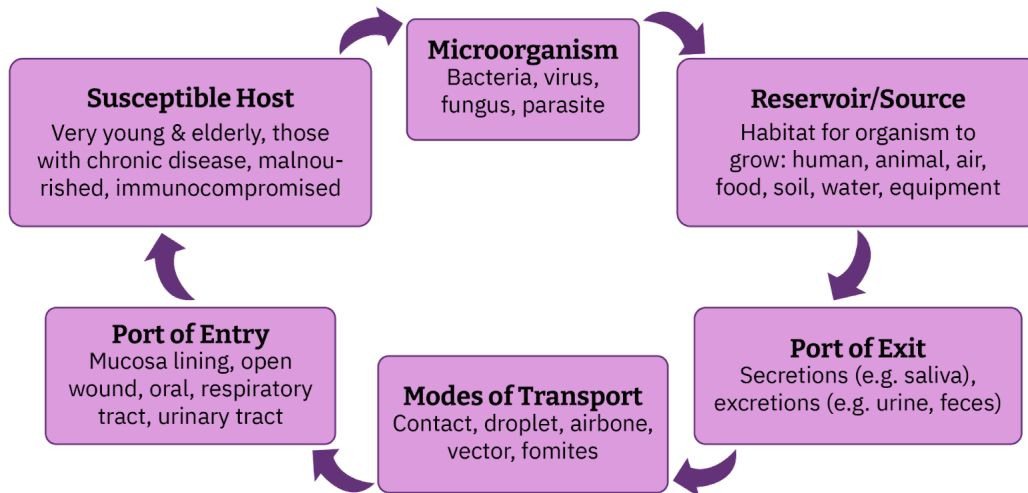 Microorganism
Bacteria, virus,
fungus, parasite
Reservoir/Source
Habitat for organism to
grow: human, animal, air,
food, soil, water, equipment
Port of Exit
Secretions (e.g. saliva),
excretions (e.g. urine, feces)
Modes of Transport
Contact, droplet, airbone,
vector, fomites
Port of Entry
Mucosa lining, open
wound, oral, respiratory
tract, urinary tract
Susceptible Host
Very young & elderly, those
with chronic disease, malnou-
rished, immunocompromised